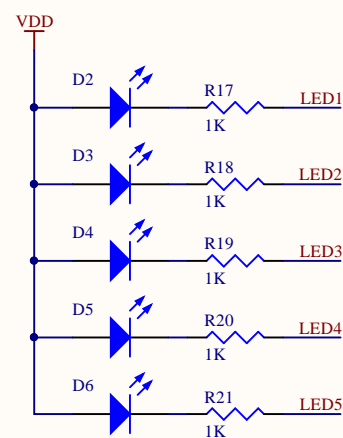 VDD
D2
R17
LED1
1K
D3
R18
LED2
1K
D4
R19
LED3
1K
D5
R20
LED4
1K
D6
R21
LED5
1K